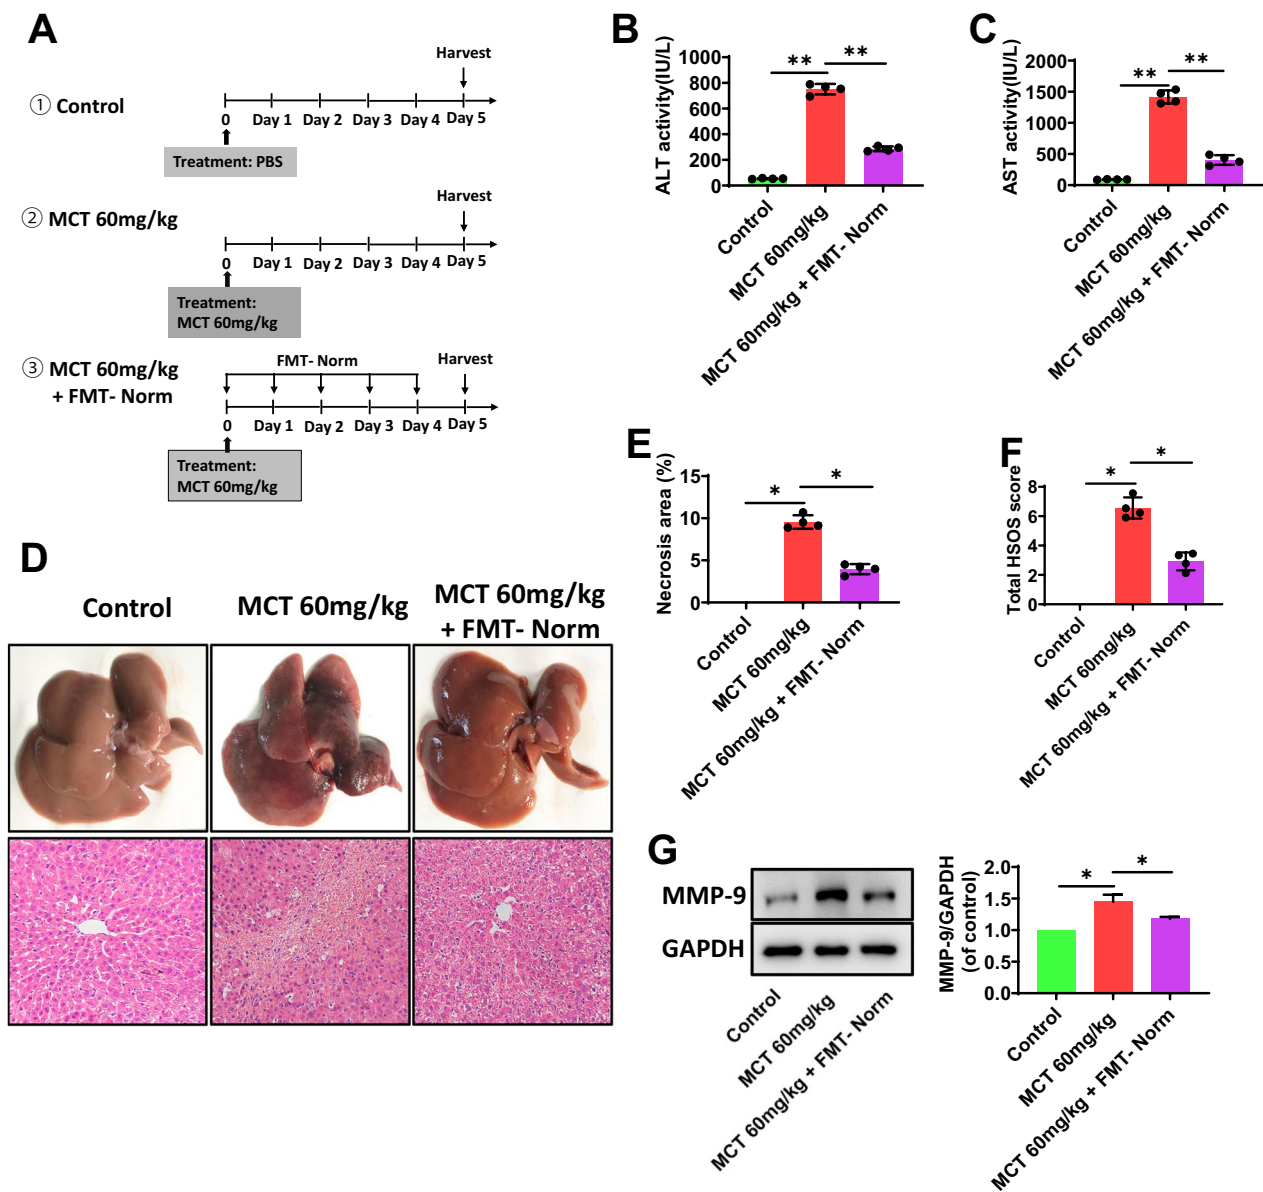 A
Harvest
① Control
0 Day 1 Day 2 Day 3 Day 4 Day 5
Treatment: PBS
Harvest
② MCT 60mg/kg
0 Day 1 Day 2 Day 3 Day 4 Day 5
Treatment:
MCT 60mg/kg
③ MCT 60mg/kg
+ FMT- Norm
FMT- Norm
Harvest
0 Day 1 Day 2 Day 3 Day 4 Day 5
Treatment:
MCT 60mg/kg
B
ALT activity(IU/L)
1000
800
600
400
200
0
** **
Control
MCT 60mg/kg
MCT 60mg/kg + FMT- Norm
C
AST activity(IU/L)
2000
1500
1000
500
0
** **
Control
MCT 60mg/kg
MCT 60mg/kg + FMT- Norm
D
Control
MCT 60mg/kg
MCT 60mg/kg
+ FMT- Norm
E
Necrosis area (%)
15
10
5
0
* *
Control
MCT 60mg/kg
MCT 60mg/kg + FMT- Norm
F
Total HSOS score
8
6
4
2
0
* *
Control
MCT 60mg/kg
MCT 60mg/kg + FMT- Norm
G
MMP-9
GAPDH
Control
MCT 60mg/kg
MCT 60mg/kg + FMT- Norm
MMP-9/GAPDH
(of control)
2.0
1.5
1.0
0.5
0.0
* *
Control
MCT 60mg/kg
MCT 60mg/kg + FMT- Norm